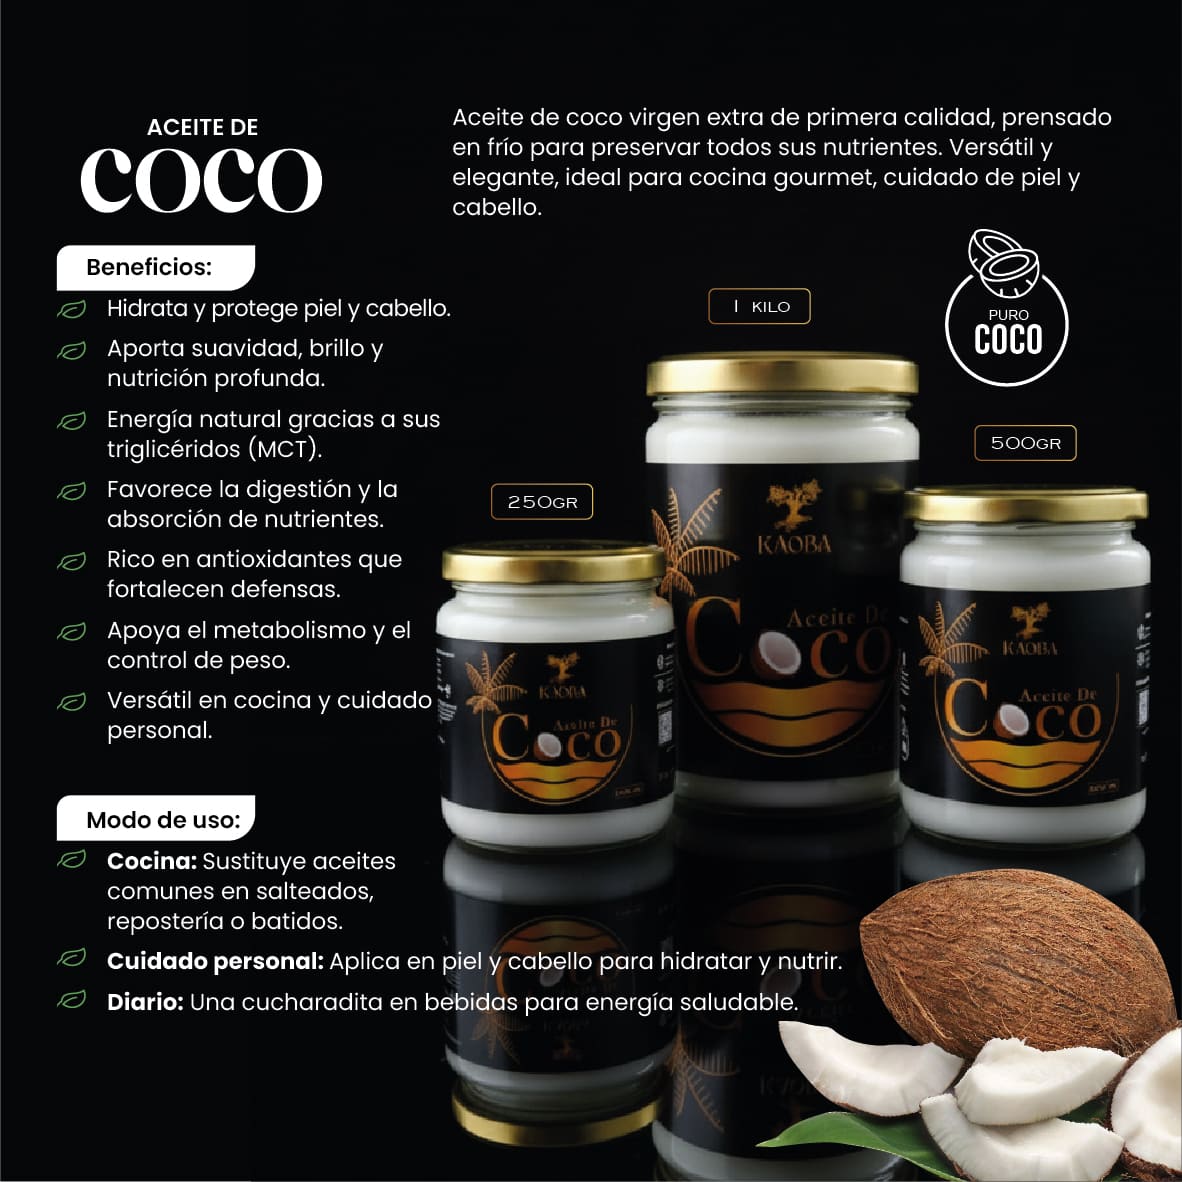 ACEITE DE
COCO
Aceite de coco virgen extra de primera calidad, prensado
en frío para preservar todos sus nutrientes. Versátil y
elegante, ideal para cocina gourmet, cuidado de piel y
cabello.
Beneficios:
Hidrata y protege piel y cabello.
Aporta suavidad, brillo y
nutrición profunda.
Energía natural gracias a sus
triglicéridos (MCT).
Favorece la digestión y la
absorción de nutrientes.
Rico en antioxidantes que
fortalecen defensas.
Apoya el metabolismo y el
control de peso.
Versátil en cocina y cuidado
personal.
Modo de uso:
Cocina: Sustituye aceites
comunes en salteados,
repostería o batidos.
Cuidado personal: Aplica en piel y cabello para hidratar y nutrir.
Diario: Una cucharadita en bebidas para energía saludable.
PURO
COCO
250GR
1 KILO
500GR
KAOBA
Aceite De
Coco
KAOBA
Aceite De
Coco
KAOBA
Aceite De
Coco